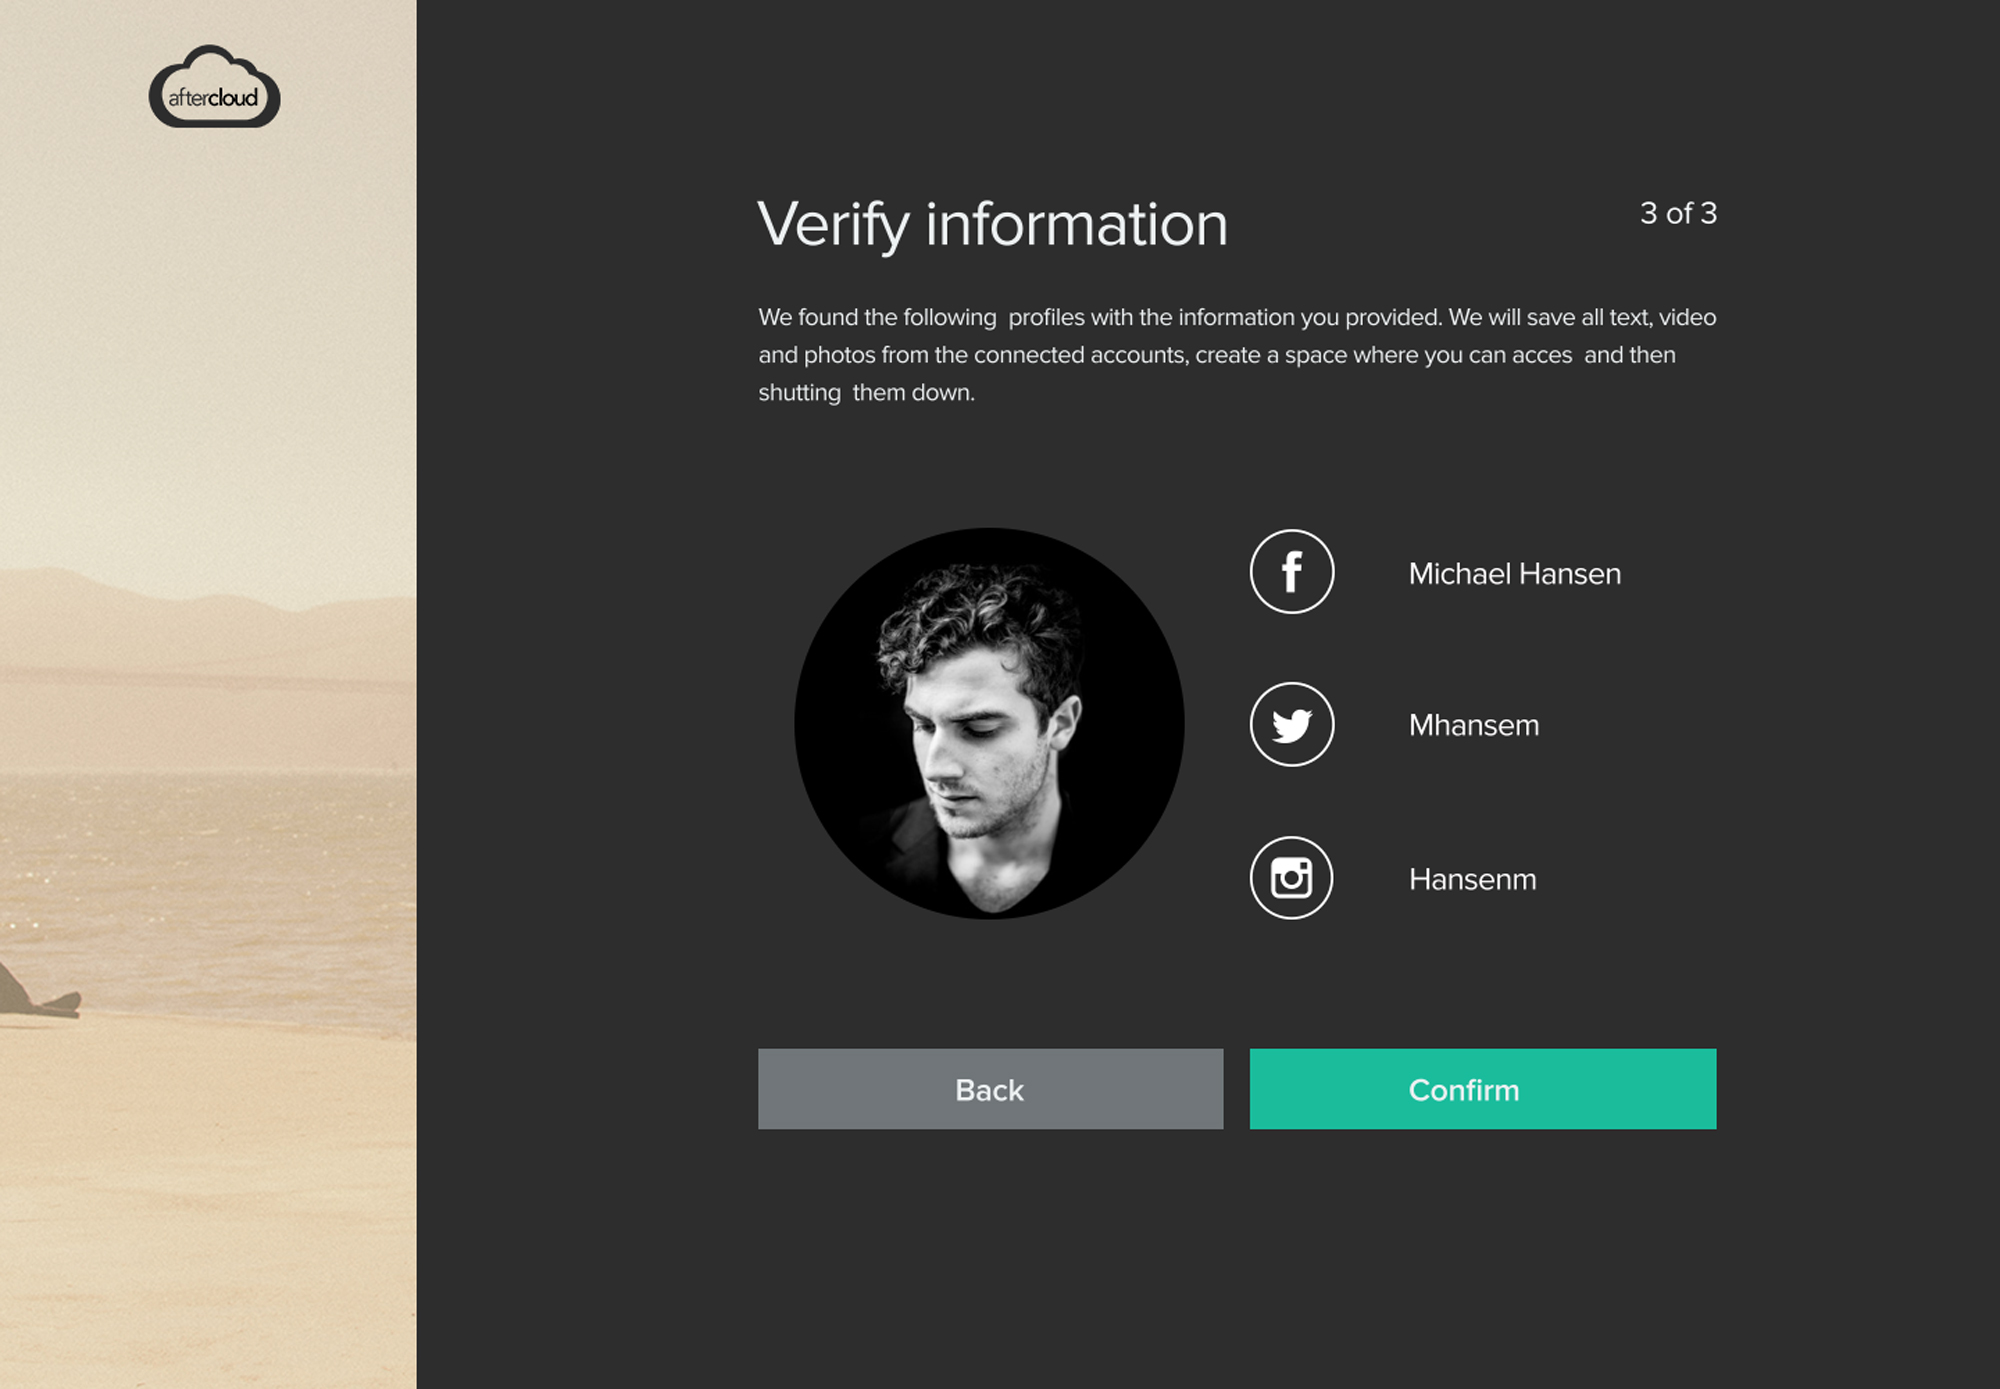 aftercloud
Verify information
3 of 3
We found the following  profiles with the information you provided. We will save all text, video
and photos from the connected accounts, create a space where you can acces  and then
shutting  them down.
Michael Hansen
Mhansem
Hansenm
Back
Confirm